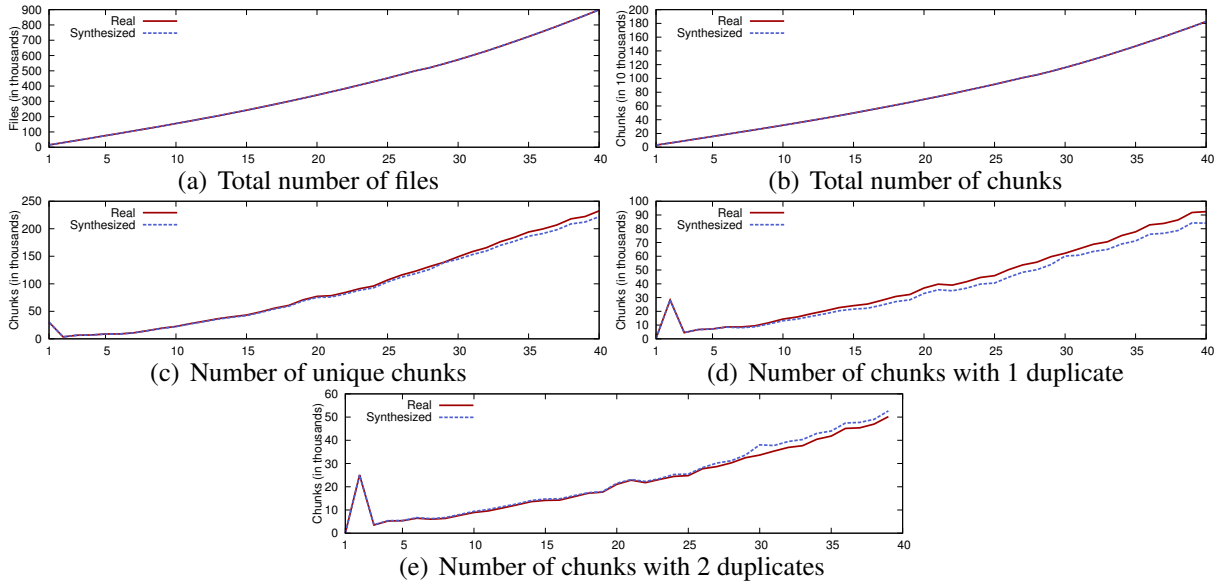 900
800
700
600
500
400
300
200
100
0
Files (in thousands)
Real
Synthesized
1 5 10 15 20 25 30 35 40
(a) Total number of files
200
180
160
140
120
100
80
60
40
20
0
Chunks (in 10 thousands)
Real
Synthesized
1 5 10 15 20 25 30 35 40
(b) Total number of chunks
250
200
150
100
50
0
Chunks (in thousands)
Real
Synthesized
1 5 10 15 20 25 30 35 40
(c) Number of unique chunks
100
90
80
70
60
50
40
30
20
10
0
Chunks (in thousands)
Real
Synthesized
1 5 10 15 20 25 30 35 40
(d) Number of chunks with 1 duplicate
60
50
40
30
20
10
0
Chunks (in thousands)
Real
Synthesized
1 5 10 15 20 25 30 35 40
(e) Number of chunks with 2 duplicates